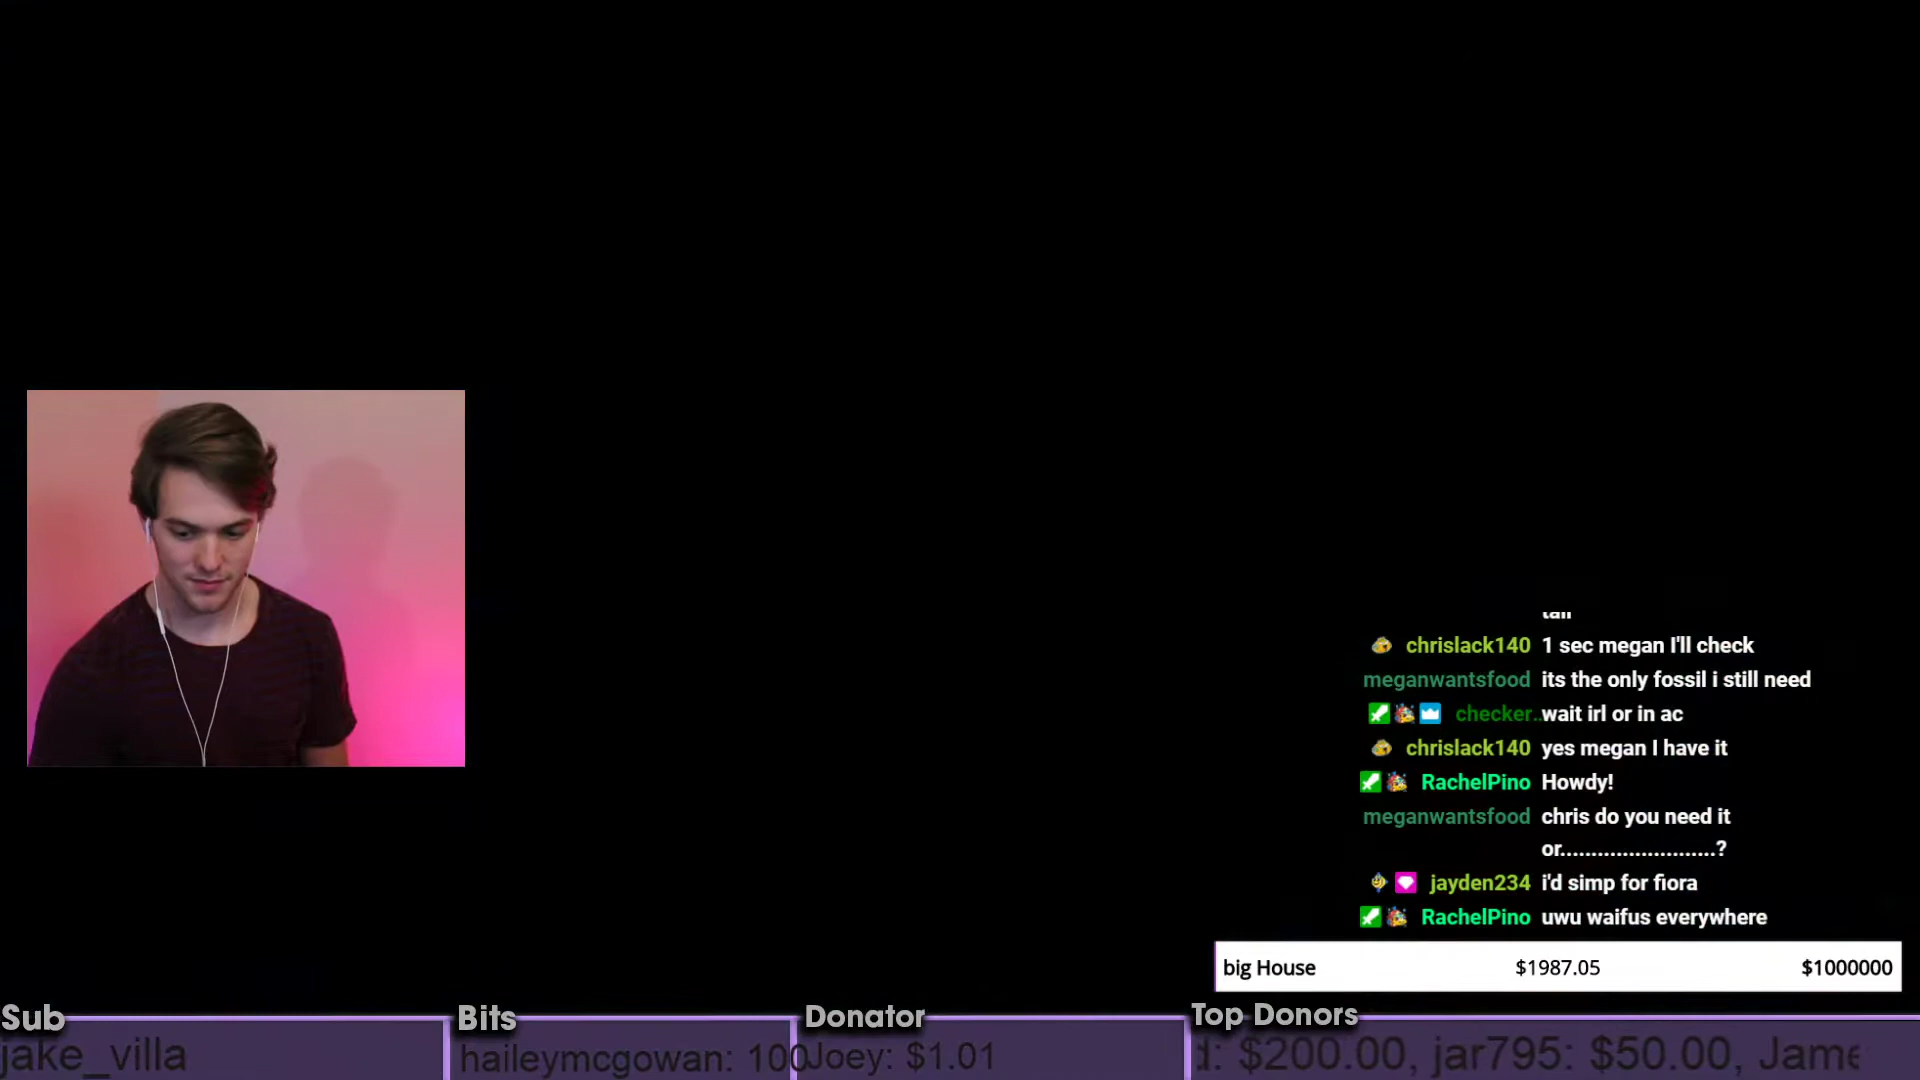 tail
chrislack140 1 sec megan I'll check
meganwantsfood its the only fossil i still need
checker.. wait irl or in ac
chrislack140 yes megan I have it
RachelPino Howdy!
meganwantsfood chris do you need it
or.........................?
jayden234 i'd simp for fiora
RachelPino uwu waifus everywhere
big House $1987.05 $1000000
Sub Bits Donator Top Donors
jake_villa haileymcgowan: 100 Joey: $1.01 : $200.00, jar795: $50.00, Jame